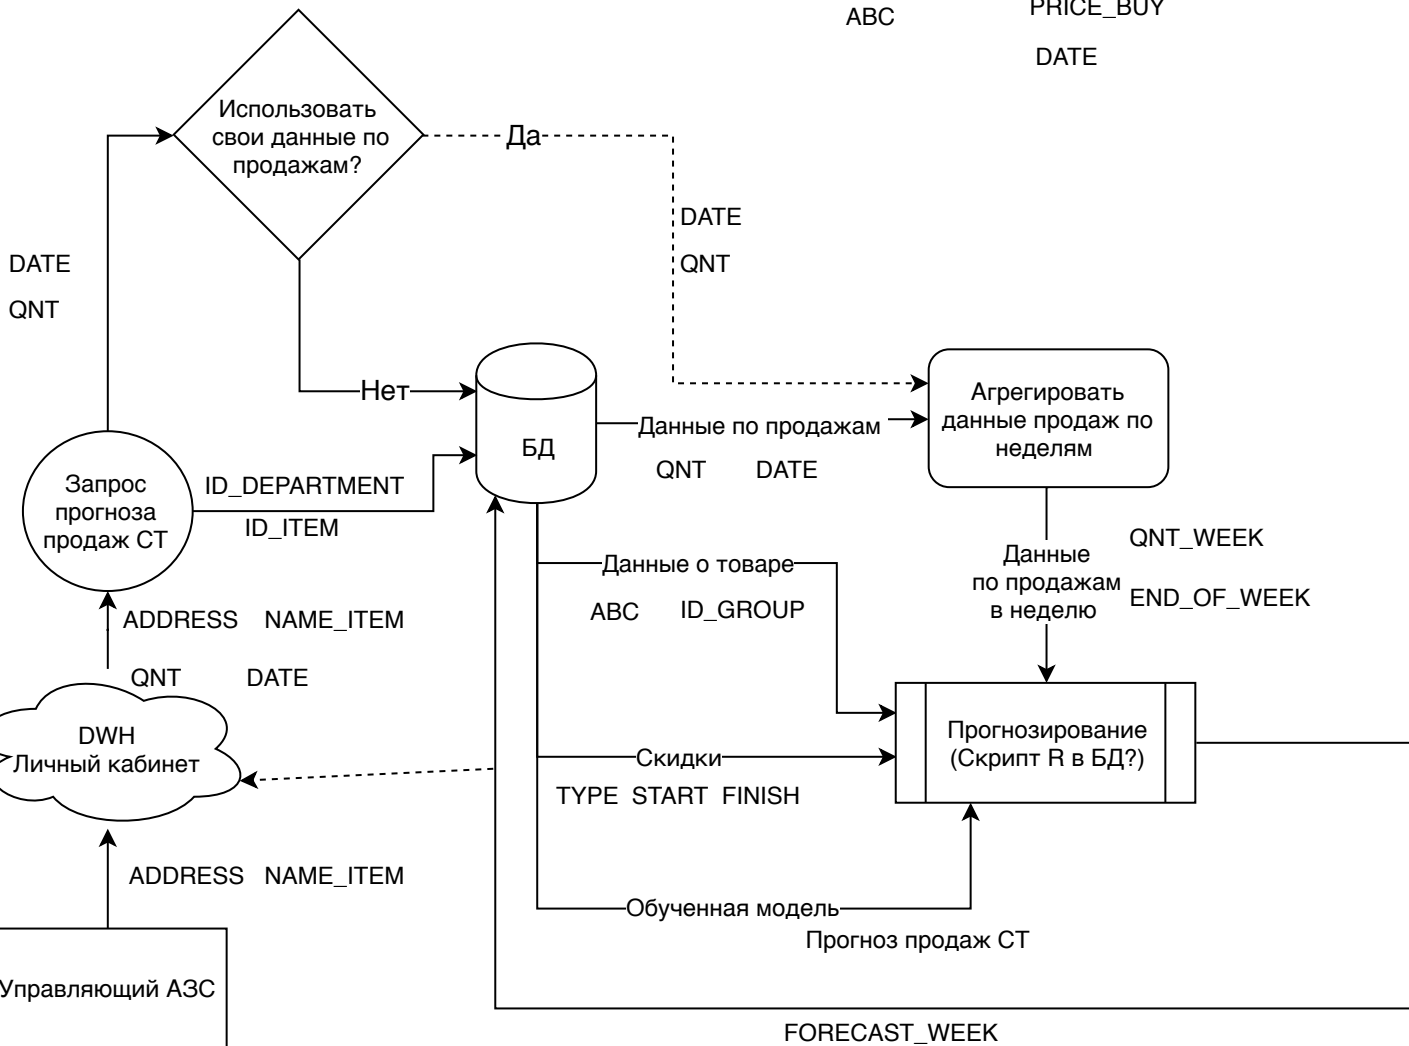 ABC
PRICE_BUY
DATE
Использовать
свои данные по
продажам?
Да
DATE
QNT
DATE
QNT
Нет
БД
Данные по продажам
QNT
DATE
Агрегировать
данные продаж по
неделям
Запрос
прогноза
продаж СТ
ID_DEPARTMENT
ID_ITEM
Данные
по продажам
в неделю
QNT_WEEK
END_OF_WEEK
Данные о товаре
ABC
ID_GROUP
ADDRESS
NAME_ITEM
QNT
DATE
DWH
Личный кабинет
Прогнозирование
(Скрипт R в БД?)
Скидки
TYPE START FINISH
ADDRESS
NAME_ITEM
Обученная модель
Прогноз продаж СТ
Управляющий АЗС
FORECAST_WEEK